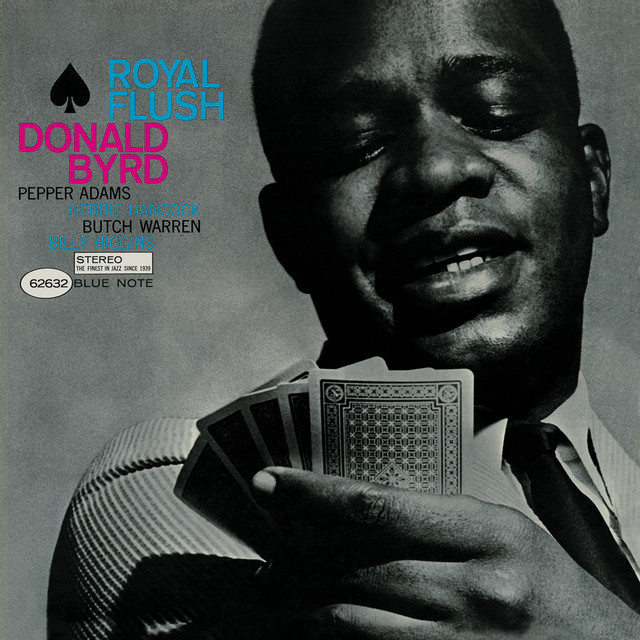 ROYAL
FLUSH
DONALD
BYRD
PEPPER ADAMS
HERBIE HANCOCK
BUTCH WARREN
BILLY HIGGINS
STEREO
THE FINEST IN JAZZ SINCE 1939
62632 BLUE NOTE